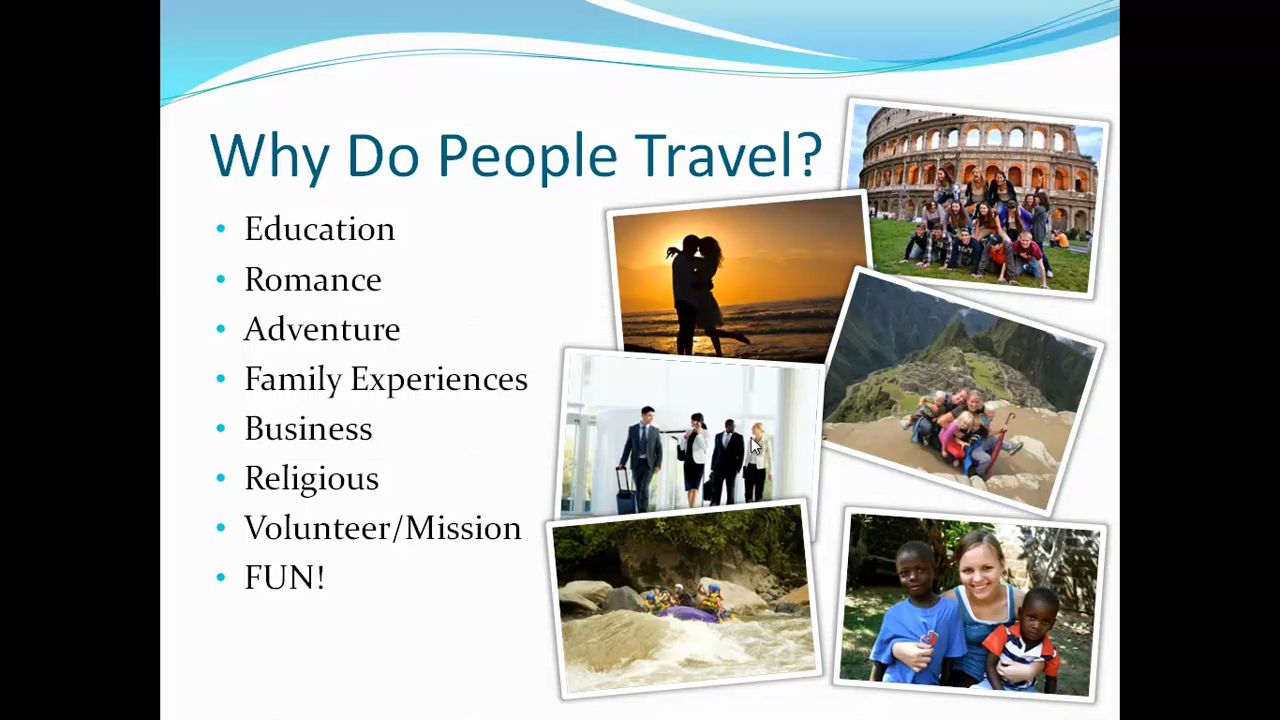 Why Do People Travel?
• Education
• Romance
• Adventure
• Family Experiences
• Business
• Religious
• Volunteer/Mission
• FUN!